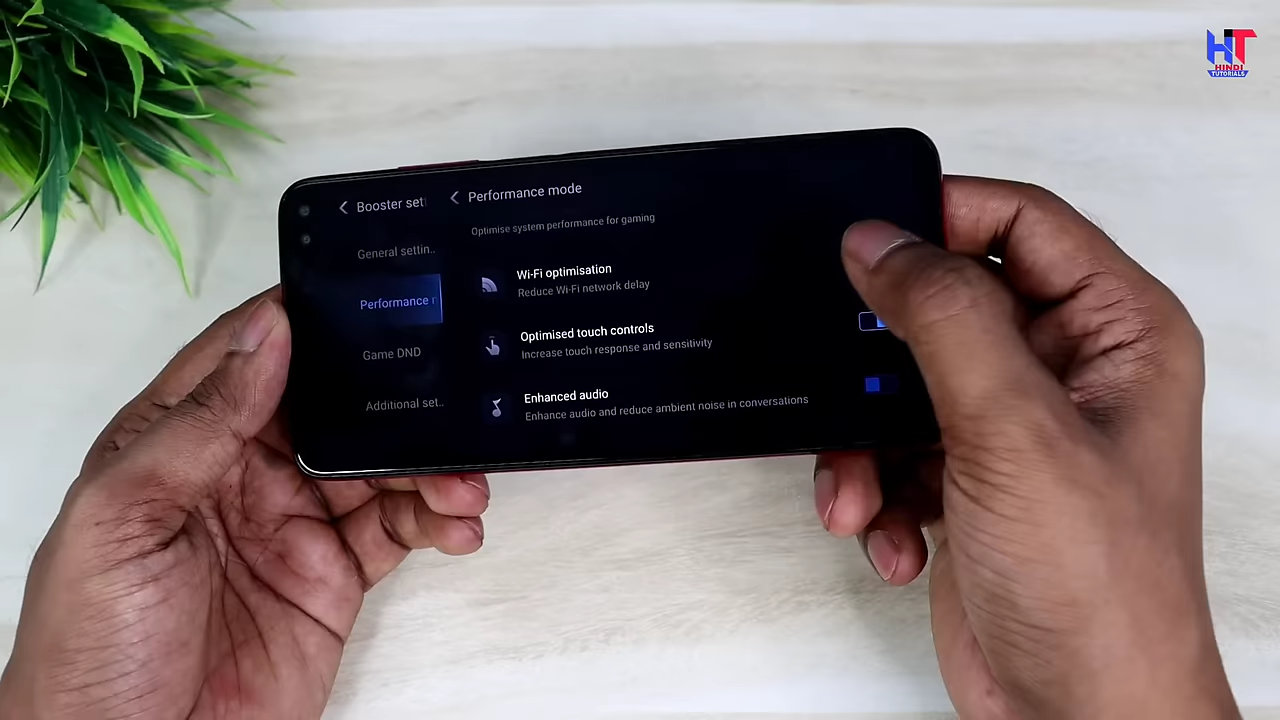 HT
HINDI
TUTORIALS
Booster set
Performance mode
Optimise system performance for gaming
General settin..
Performance
Game DND
Additional set..
Wi-Fi optimisation
Reduce Wi-Fi network delay
Optimised touch controls
Increase touch response and sensitivity
Enhanced audio
Enhance audio and reduce ambient noise in conversations